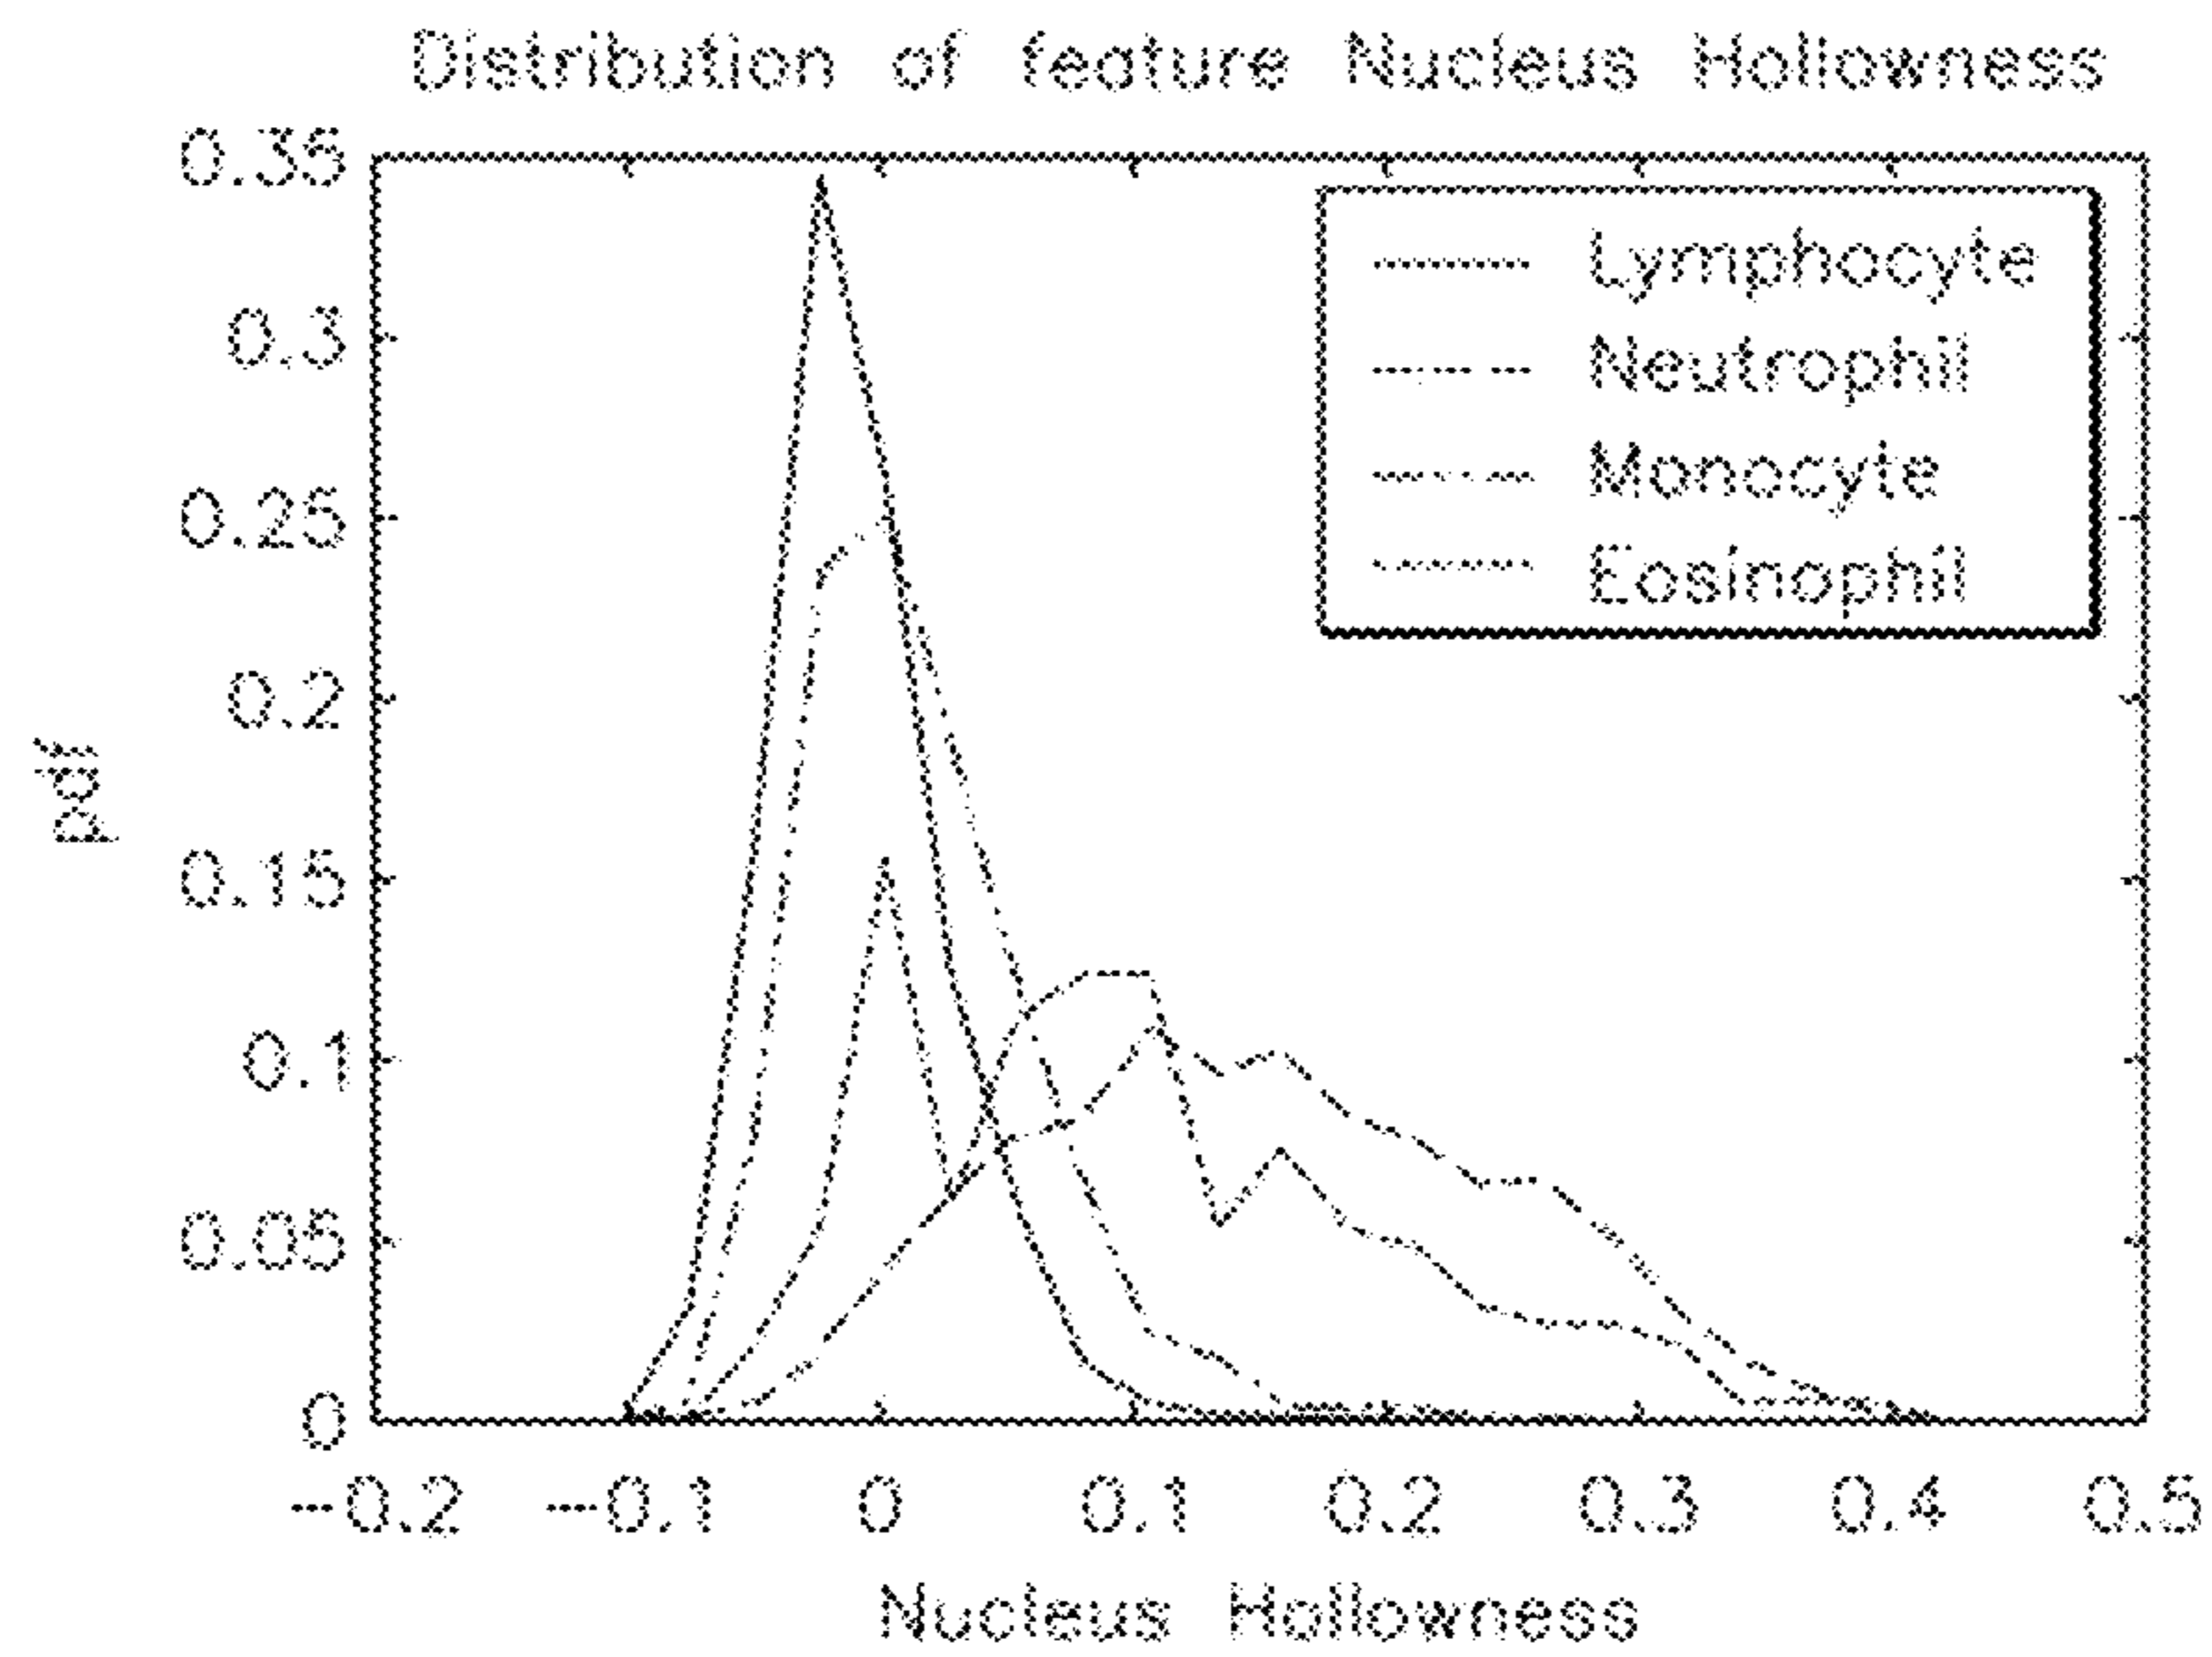 Distribution of feature Nucleus Hollowness
0.35
0.3
0.25
0.2
0.15
0.1
0.05
0
pdf
Lymphocyte
Neutrophil
Monocyte
Eosinophil
-0.2 -0.1 0 0.1 0.2 0.3 0.4 0.5
Nucleus Hollowness